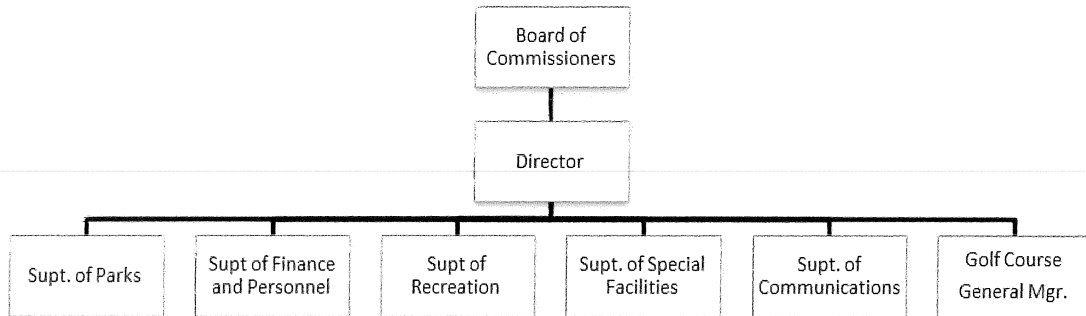 Board of
Commissioners
Director
Supt. of Parks
Supt of Finance
and Personnel
Supt of
Recreation
Supt. of Special
Facilities
Supt. of
Communications
Golf Course
General Mgr.